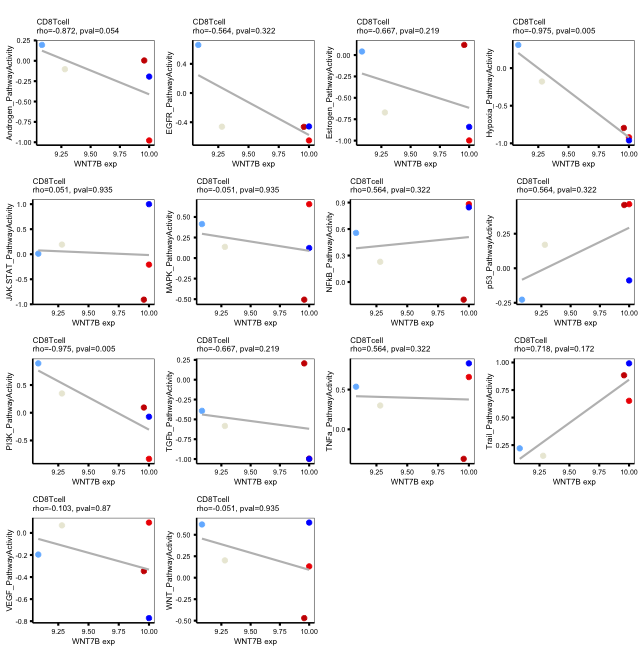 CD8Tcell
rho=-0.872, pval=0.054
Androgen_PathwayActivity
0.25
0.00
-0.25
-0.50
-0.75
-1.00
9.25 9.50 9.75 10.00
WNT7B exp
CD8Tcell
rho=-0.564, pval=0.322
EGFR_PathwayActivity
0.4
0.0
-0.4
9.25 9.50 9.75 10.00
WNT7B exp
CD8Tcell
rho=-0.667, pval=0.219
Estrogen_PathwayActivity
0.00
-0.25
-0.50
-0.75
-1.00
9.25 9.50 9.75 10.00
WNT7B exp
CD8Tcell
rho=-0.975, pval=0.005
Hypoxia_PathwayActivity
0.0
-0.5
-1.0
9.25 9.50 9.75 10.00
WNT7B exp
CD8Tcell
rho=0.051, pval=0.935
JAK.STAT_PathwayActivity
1.0
0.5
0.0
-0.5
-1.0
9.25 9.50 9.75 10.00
WNT7B exp
CD8Tcell
rho=-0.051, pval=0.935
MAPK_PathwayActivity
0.50
0.25
0.00
-0.25
-0.50
9.25 9.50 9.75 10.00
WNT7B exp
CD8Tcell
rho=0.564, pval=0.322
NFkB_PathwayActivity
0.9
0.6
0.3
0.0
9.25 9.50 9.75 10.00
WNT7B exp
CD8Tcell
rho=0.564, pval=0.322
p53_PathwayActivity
0.25
0.00
-0.25
9.25 9.50 9.75 10.00
WNT7B exp
CD8Tcell
rho=-0.975, pval=0.005
PI3K_PathwayActivity
0.5
0.0
-0.5
9.25 9.50 9.75 10.00
WNT7B exp
CD8Tcell
rho=-0.667, pval=0.219
TGFb_PathwayActivity
0.25
0.00
-0.25
-0.50
-0.75
-1.00
9.25 9.50 9.75 10.00
WNT7B exp
CD8Tcell
rho=0.564, pval=0.322
TNFa_PathwayActivity
0.5
0.0
9.25 9.50 9.75 10.00
WNT7B exp
CD8Tcell
rho=0.718, pval=0.172
Trail_PathwayActivity
1.00
0.75
0.50
0.25
9.25 9.50 9.75 10.00
WNT7B exp
CD8Tcell
rho=-0.103, pval=0.87
VEGF_PathwayActivity
0.0
-0.2
-0.4
-0.6
-0.8
9.25 9.50 9.75 10.00
WNT7B exp
CD8Tcell
rho=-0.051, pval=0.935
WNT_PathwayActivity
0.50
0.25
0.00
-0.25
-0.50
9.25 9.50 9.75 10.00
WNT7B exp